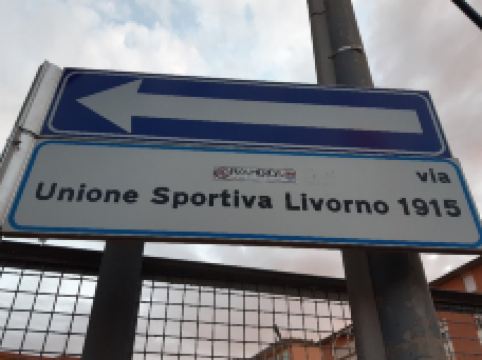 via
Unione Sportiva Livorno 1915